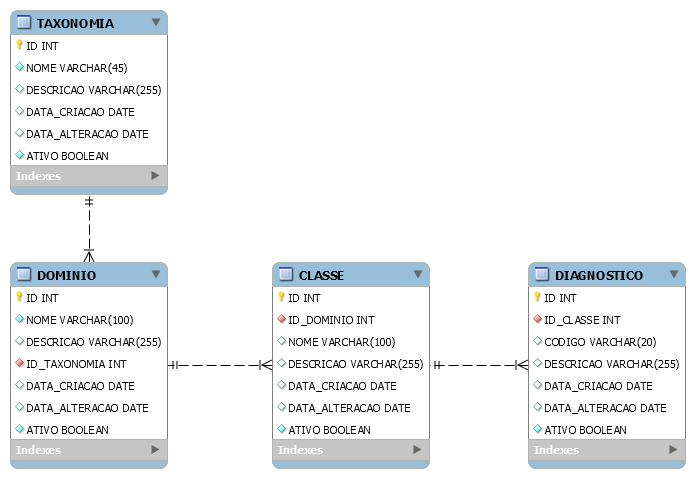 TAXONOMIA
ID INT
NOME VARCHAR(45)
DESCRICAO VARCHAR(255)
DATA_CRIACAO DATE
DATA_ALTERACAO DATE
ATIVO BOOLEAN
Indexes
DOMINIO
ID INT
NOME VARCHAR(100)
DESCRICAO VARCHAR(255)
ID_TAXONOMIA INT
DATA_CRIACAO DATE
DATA_ALTERACAO DATE
ATIVO BOOLEAN
Indexes
CLASSE
ID INT
ID_DOMINIO INT
NOME VARCHAR(100)
DESCRICAO VARCHAR(255)
DATA_CRIACAO DATE
DATA_ALTERACAO DATE
ATIVO BOOLEAN
Indexes
DIAGNOSTICO
ID INT
ID_CLASSE INT
CODIGO VARCHAR(20)
DESCRICAO VARCHAR(255)
DATA_CRIACAO DATE
DATA_ALTERACAO DATE
ATIVO BOOLEAN
Indexes